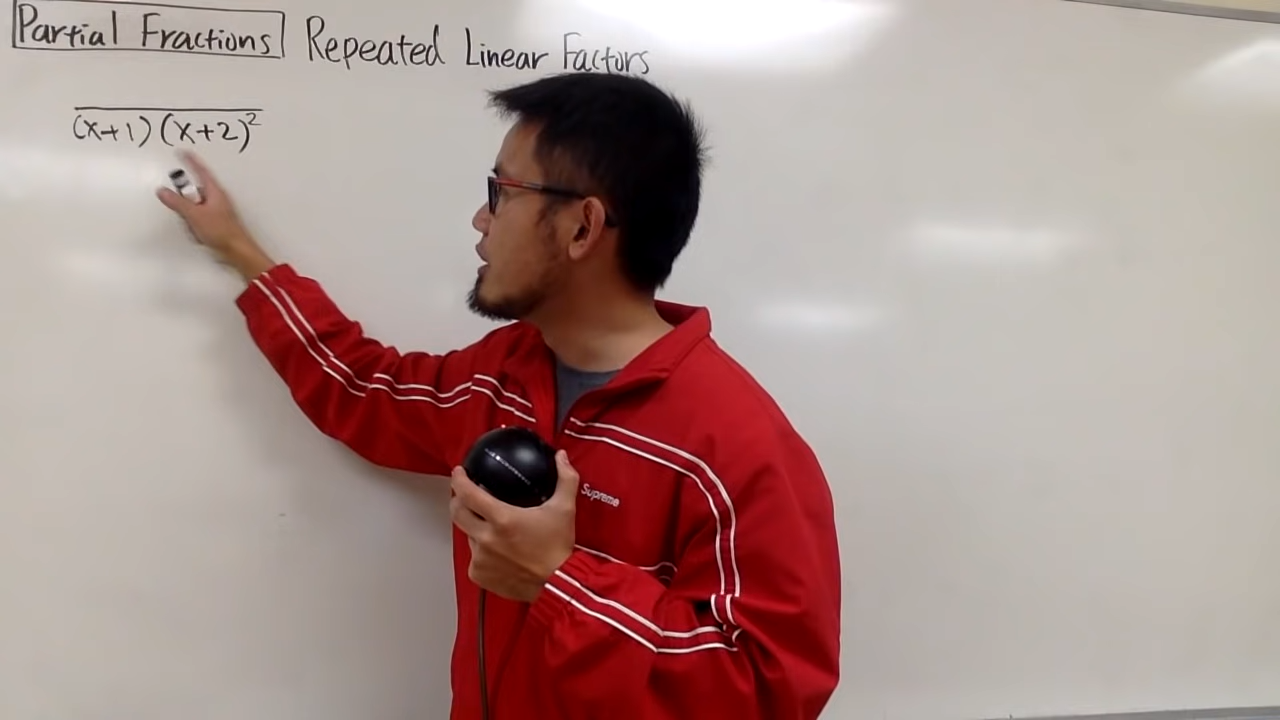 Partial Fractions Repeated Linear Factors
(x+1)(x+2)²
Supreme